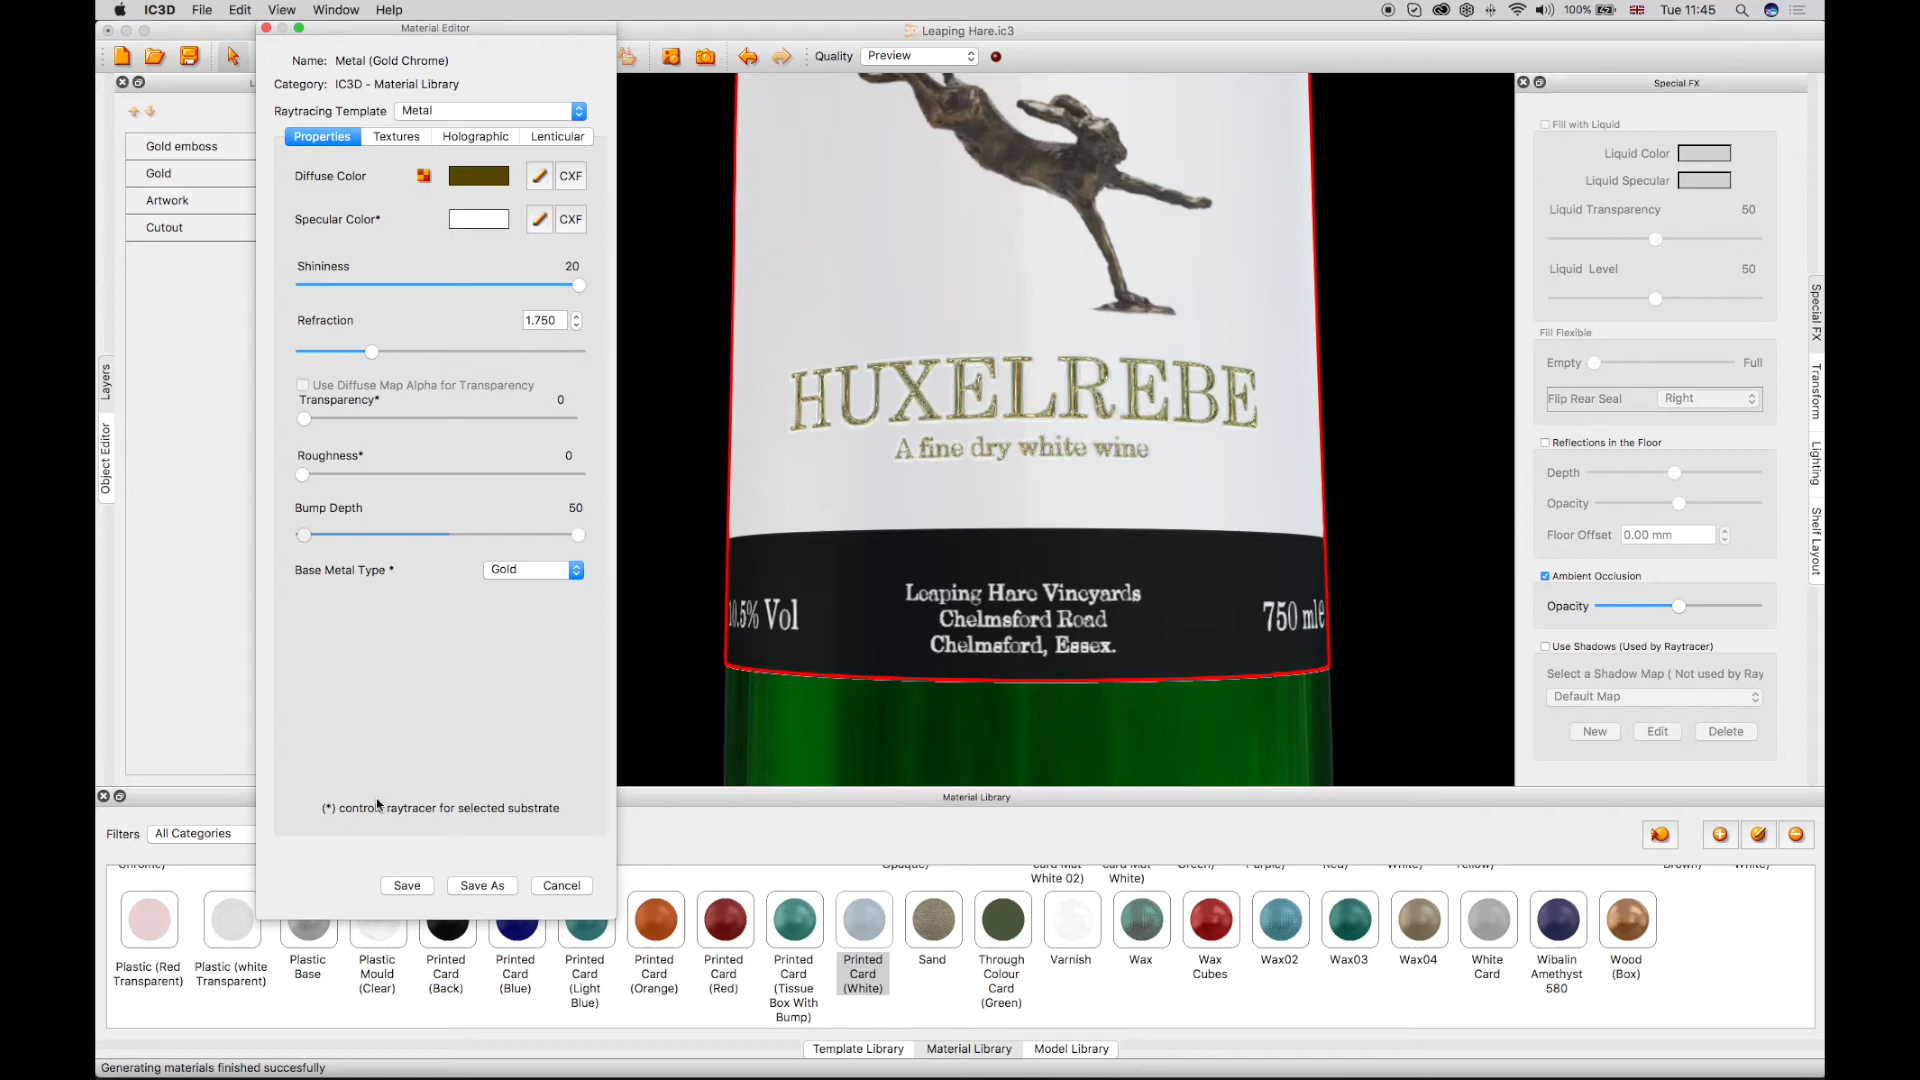 IC3D File Edit View Window Help 100% Tue 11:45
Material Editor
Leaping Hare.ic3
Name: Metal (Gold Chrome)
Category: IC3D - Material Library
Raytracing Template Metal
Properties Textures Holographic Lenticular
Diffuse Color CXF
Specular Color* CXF
Shininess 20
Refraction 1.750
Use Diffuse Map Alpha for Transparency
Transparency* 0
Roughness* 0
Bump Depth 50
Base Metal Type * Gold
raytracer for selected substrate
Save Save As Cancel
Quality Preview
Gold emboss
Gold
Artwork
Cutout
Layers
Object Editor
HUXELREBE
A fine dry white wine
10.5% Vol
Leaping Hare Vineyards
Chelmsford Road
Chelmsford, Essex.
750 ml e
Special FX
Fill with Liquid
Liquid Color
Liquid Specular
Liquid Transparency 50
Liquid Level 50
Fill Flexible
Empty Full
Flip Rear Seal Right
Reflections in the Floor
Depth
Opacity
Floor Offset 0.00 mm
Ambient Occlusion
Opacity
Use Shadows (Used by Raytracer)
Select a Shadow Map ( Not used by Ray
Default Map
New Edit Delete
Special FX
Transform
Lighting
Shelf Layout
Material Library
Filters All Categories
White 02) White)
Plastic (Red Transparent)
Plastic (white Transparent)
Plastic Base
Plastic Mould (Clear)
Printed Card (Back)
Printed Card (Blue)
Printed Card (Light Blue)
Printed Card (Orange)
Printed Card (Red)
Printed Card (Tissue Box With Bump)
Printed Card (White)
Sand
Through Colour Card (Green)
Varnish
Wax
Wax Cubes
Wax02
Wax03
Wax04
White Card
Wibalin Amethyst 580
Wood (Box)
Template Library Material Library Model Library
Generating materials finished succesfully